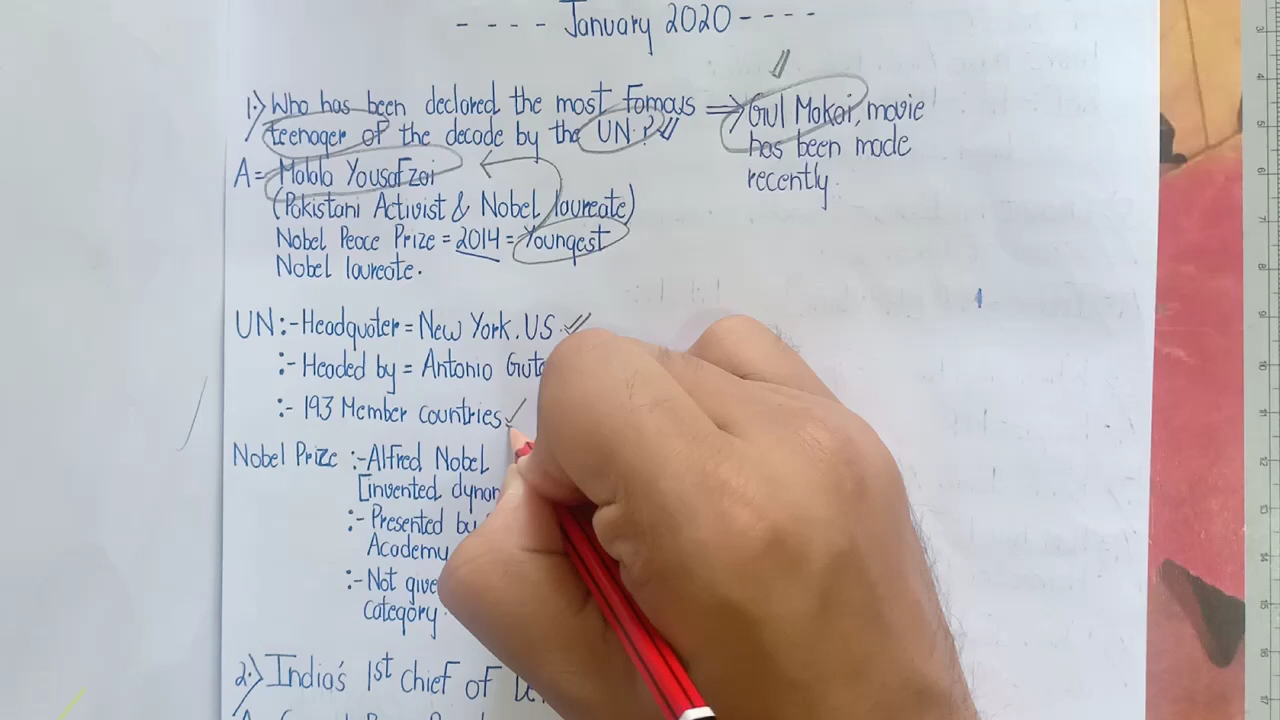 - - - - January 2020 - - - -
1.) Who has been declared the most famous
teenager of the decade by the UN.?
=> Gul Makai, movie
has been made
recently.
A= Malala Yousafzai
(Pakistani Activist & Nobel laureate)
Nobel Peace Prize = 2014 = Youngest
Nobel laureate.
UN:- Headquater = New York. US.
:- Headed by = Antonio
:- 193 Member countries
Nobel Prize :- Alfred Nobel
[invented
:- Presented by
Academy
:- Not
category.
2.) India's 1st chief of